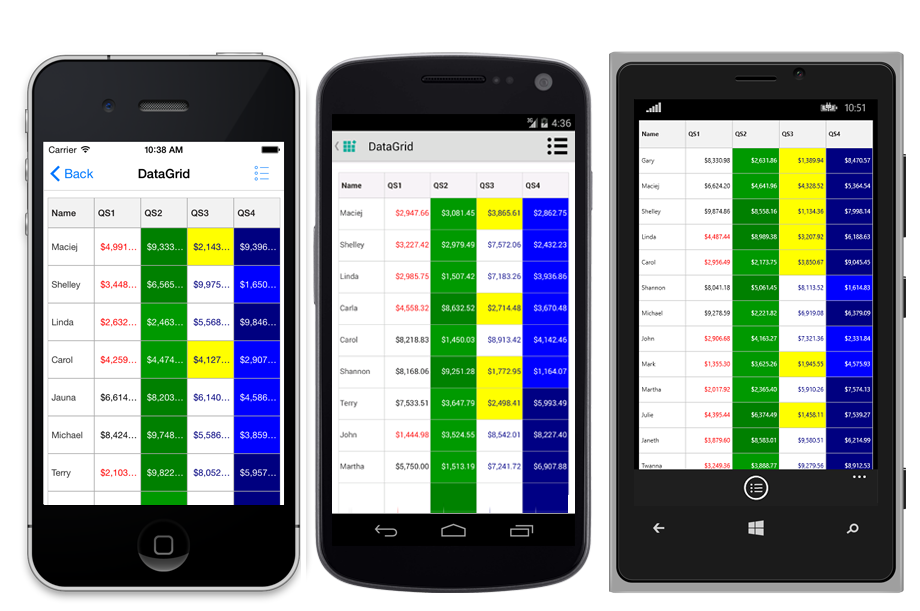 Carrier 10:38 AM
Back DataGrid
Name QS1 QS2 QS3 QS4
Maciej $4,991... $9,333... $2,143... $9,396...
Shelley $3,448... $6,565... $9,975... $1,650...
Linda $2,632... $2,463... $5,568... $9,846...
Carol $4,259... $4,474... $4,127... $2,907...
Jauna $6,614... $8,203... $6,140... $4,586...
Michael $8,424... $9,748... $5,586... $3,859...
Terry $2,103... $9,822... $8,052... $5,957...
3G 4:36
DataGrid
Name QS1 QS2 QS3 QS4
Maciej $2,947.66 $3,081.45 $3,865.61 $2,862.75
Shelley $3,227.42 $2,979.49 $7,572.06 $2,432.23
Linda $2,985.75 $1,507.42 $7,183.26 $3,936.86
Carla $4,558.32 $8,632.52 $2,714.48 $3,670.48
Carol $8,218.83 $1,450.03 $8,913.42 $4,142.46
Shannon $8,168.06 $9,251.28 $1,772.95 $1,164.07
Terry $7,533.51 $3,647.79 $2,498.41 $5,993.49
John $1,444.98 $3,524.55 $8,542.01 $8,227.40
Martha $5,750.00 $1,513.19 $7,241.72 $6,907.88
10:51
Name QS1 QS2 QS3 QS4
Gary $8,330.98 $2,631.86 $1,389.94 $8,470.57
Maciej $6,624.20 $4,641.96 $4,328.52 $5,364.54
Shelley $9,874.86 $8,558.16 $1,134.36 $7,998.14
Linda $4,487.44 $8,989.38 $3,207.92 $6,188.63
Carol $2,956.49 $2,173.75 $3,850.67 $9,045.45
Shannon $8,041.18 $5,061.45 $8,113.52 $1,614.83
Michael $9,278.59 $2,221.82 $6,919.08 $6,379.09
John $2,906.68 $4,163.27 $7,321.36 $2,331.84
Mark $1,355.30 $3,625.26 $1,945.55 $4,575.93
Martha $2,017.92 $2,365.40 $5,910.26 $7,574.13
Julie $4,395.44 $6,374.49 $1,458.11 $7,539.27
Janeth $3,879.60 $8,583.01 $9,580.51 $6,214.99
Twanna $3,249.36 $3,888.77 $9,279.56 $8,912.53